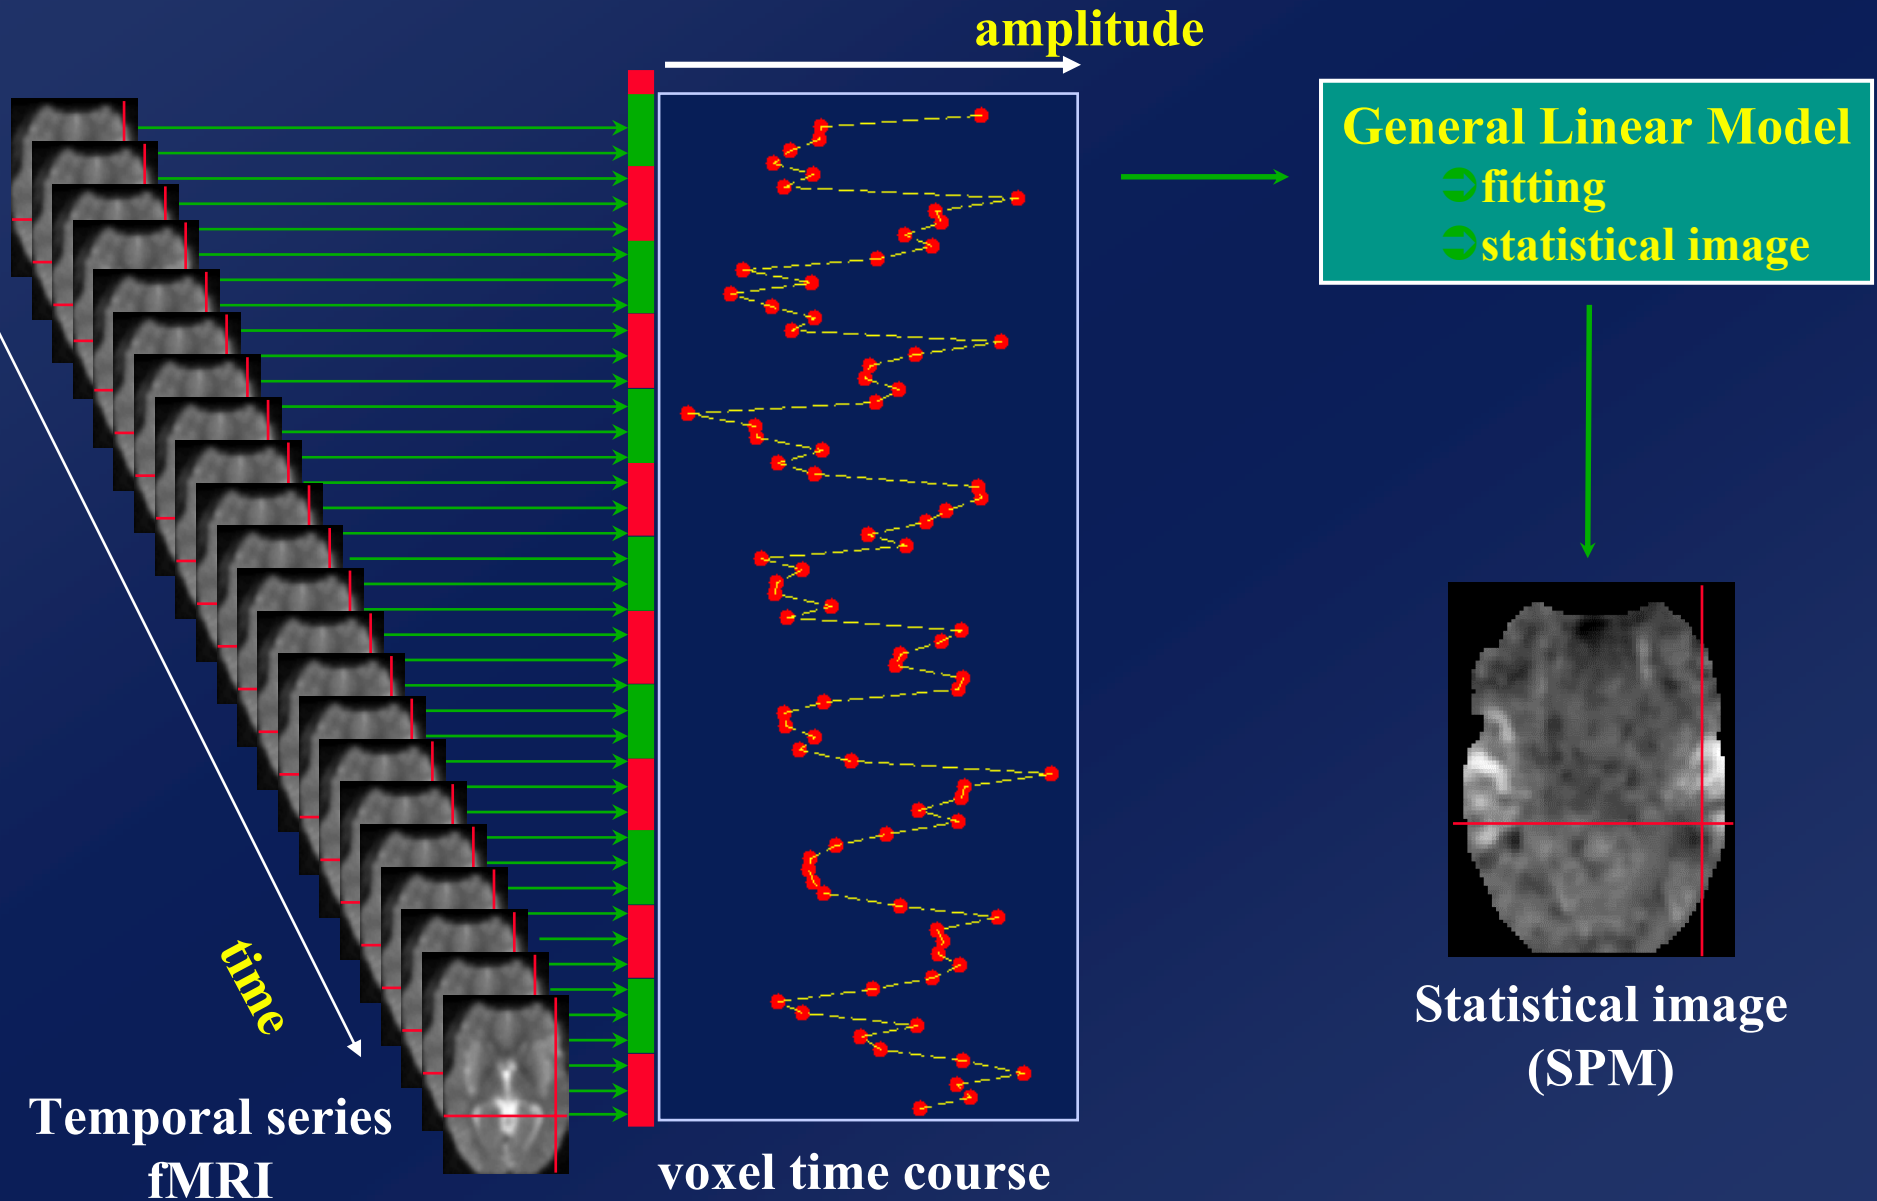 amplitude
General Linear Model
fitting
statistical image
time
Temporal series
fMRI
voxel time course
Statistical image
(SPM)